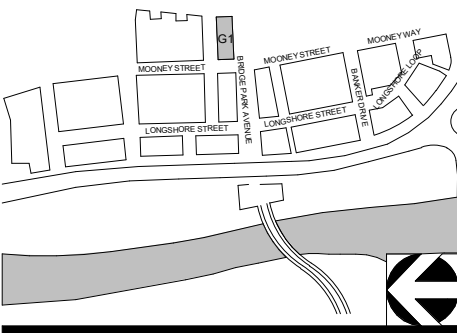 G1
MOONEY WAY
MOONEY STREET
MOONEY STREET
BRIDGE PARK AVENUE
BANKER DRIVE
LONGSHORE LOOP
LONGSHORE STREET
LONGSHORE STREET